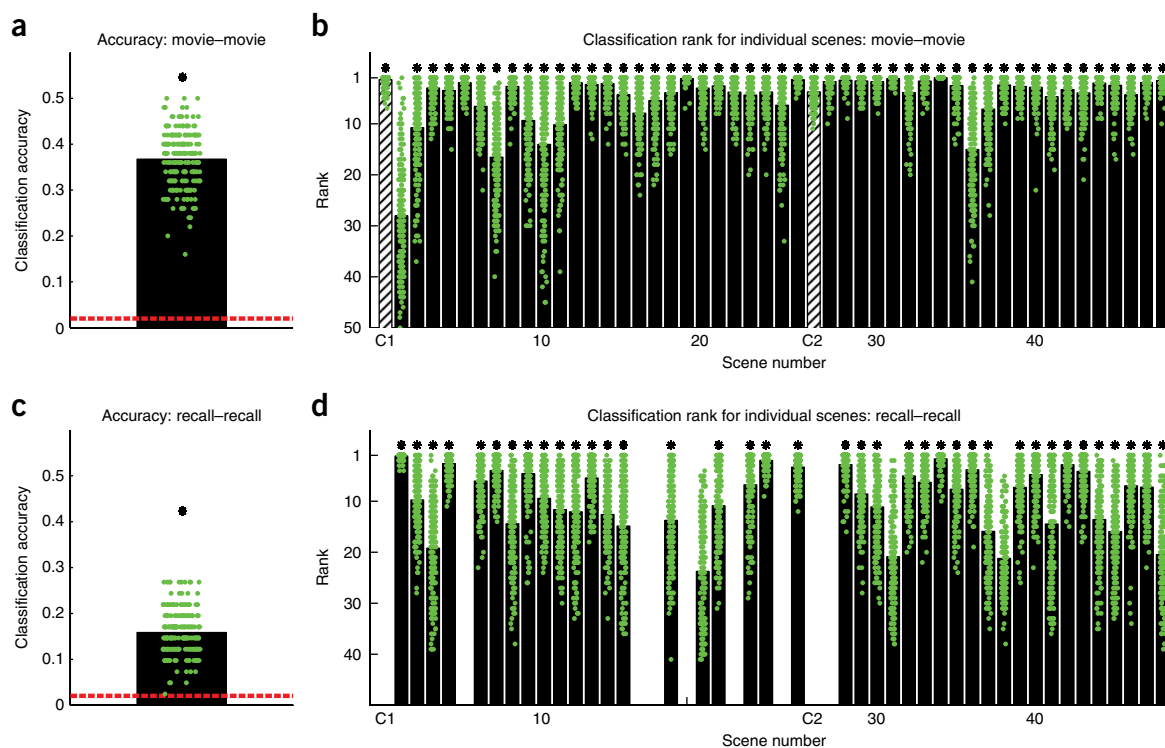 a
Accuracy: movie–movie
Classification accuracy
0.5
0.4
0.3
0.2
0.1
0
b
Classification rank for individual scenes: movie–movie
Rank
1
10
20
30
40
50
C1
10
20
C2
30
40
Scene number
c
Accuracy: recall–recall
Classification accuracy
0.5
0.4
0.3
0.2
0.1
0
d
Classification rank for individual scenes: recall–recall
Rank
1
10
20
30
40
C1
10
C2
30
40
Scene number